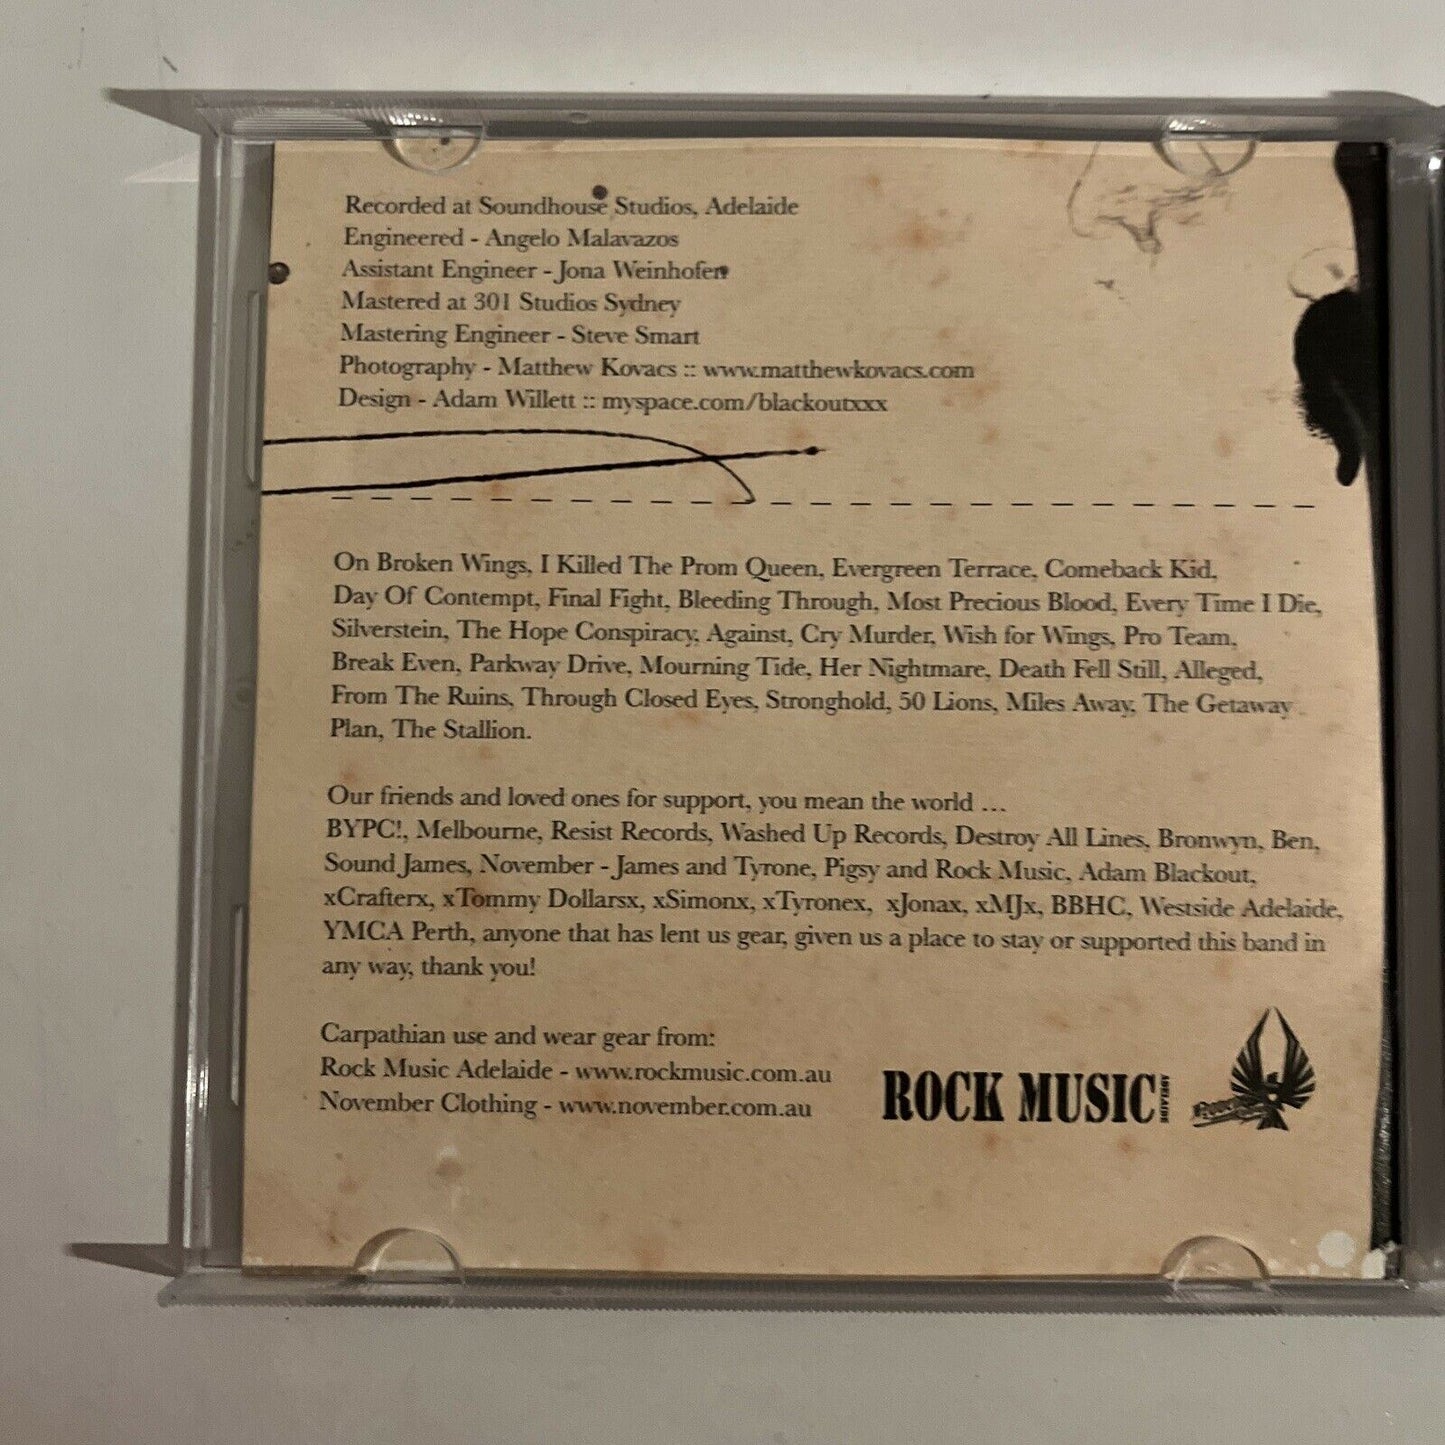 Recorded at Soundhouse Studios, Adelaide
Engineered - Angelo Malavazos
Assistant Engineer - Jona Weinhofen
Mastered at 301 Studios Sydney
Mastering Engineer - Steve Smart
Photography - Matthew Kovacs :: www.matthewkovacs.com
Design - Adam Willett :: myspace.com/blackoutxxx
On Broken Wings, I Killed The Prom Queen, Evergreen Terrace, Comeback Kid,
Day Of Contempt, Final Fight, Bleeding Through, Most Precious Blood, Every Time I Die,
Silverstein, The Hope Conspiracy, Against, Cry Murder, Wish for Wings, Pro Team,
Break Even, Parkway Drive, Mourning Tide, Her Nightmare, Death Fell Still, Alleged,
From The Ruins, Through Closed Eyes, Stronghold, 50 Lions, Miles Away, The Getaway
Plan, The Stallion.
Our friends and loved ones for support, you mean the world ...
BYPC!, Melbourne, Resist Records, Washed Up Records, Destroy All Lines, Bronwyn, Ben,
Sound James, November - James and Tyrone, Pigsy and Rock Music, Adam Blackout,
xCrafterx, xTommy Dollarsx, xSimonx, xTyronex, xJonax, xMJx, BBHC, Westside Adelaide,
YMCA Perth, anyone that has lent us gear, given us a place to stay or supported this band in
any way, thank you!
Carpathian use and wear gear from:
Rock Music Adelaide - www.rockmusic.com.au
November Clothing - www.november.com.au
ROCK MUSIC ADELAIDE